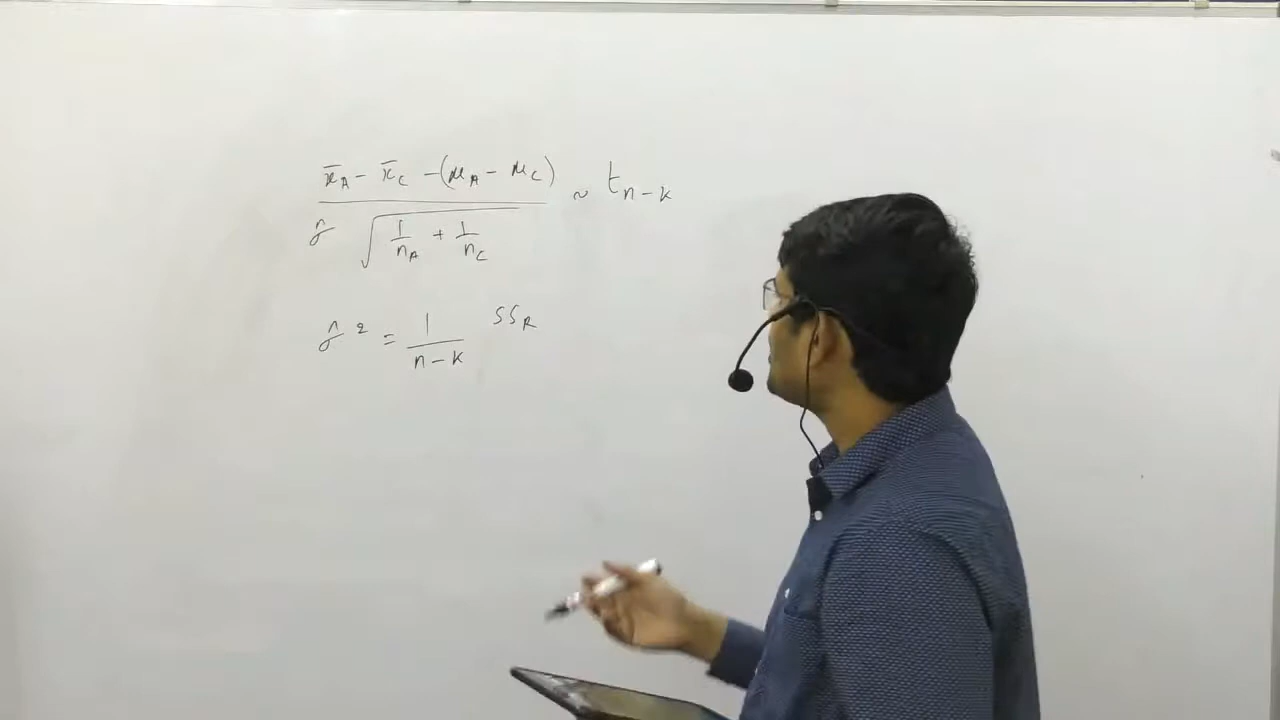 x̄_A - x̄_C - (μ_A - μ_C) / σ̂ √(1/n_A + 1/n_C) ~ t_{n-k}
σ̂² = 1/(n-k) SS_R